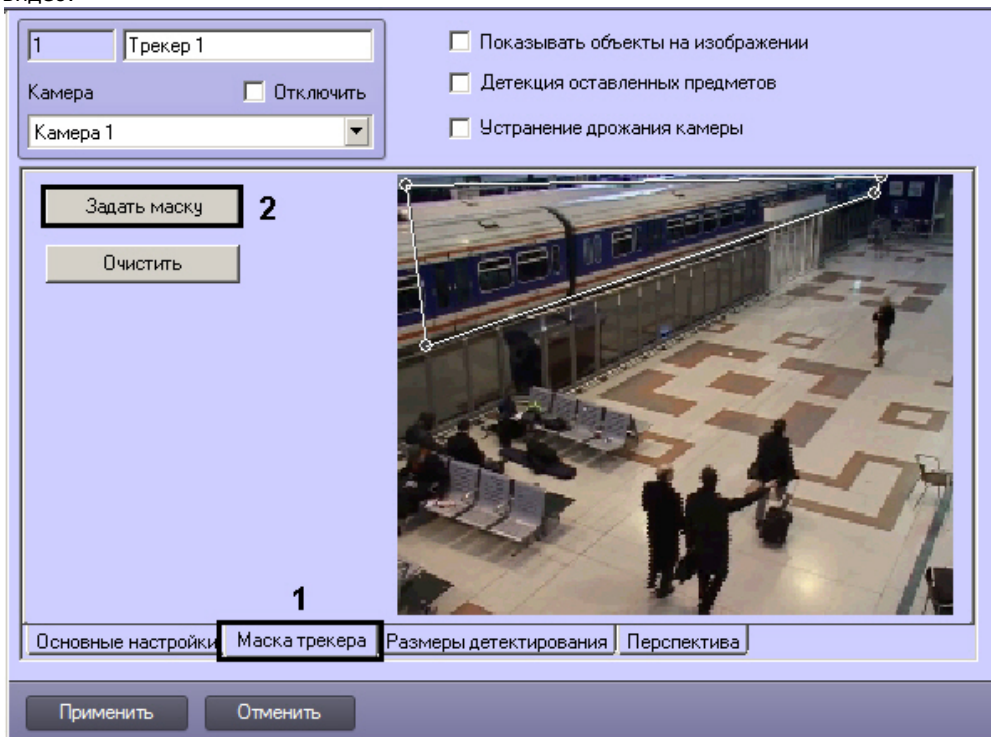 1
Трекер 1
Показывать объекты на изображении
Камера
Отключить
Детекция оставленных предметов
Камера 1
Устранение дрожания камеры
Задать маску
2
Очистить
1
Основные настройки
Маска трекера
Размеры детектирования
Перспектива
Применить
Отменить